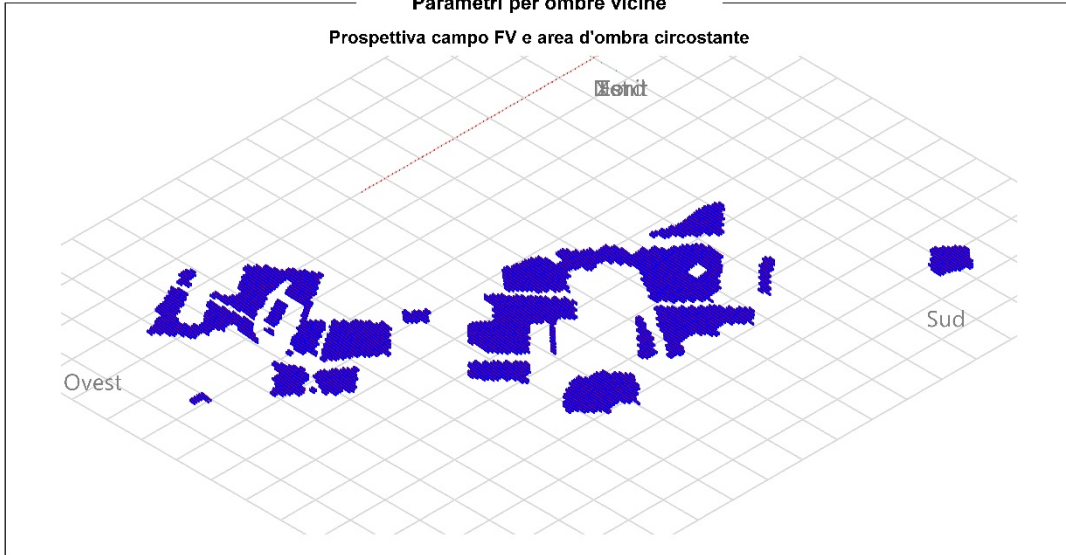 Parametri per ombre vicine
Prospettiva campo FV e area d'ombra circostante
Sud
Ovest